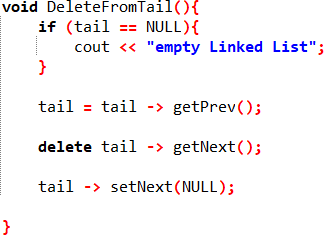 void DeleteFromTail(){
if (tail == NULL){
cout << "empty Linked List";
}
tail = tail -> getPrev();
delete tail -> getNext();
tail -> setNext(NULL);
}